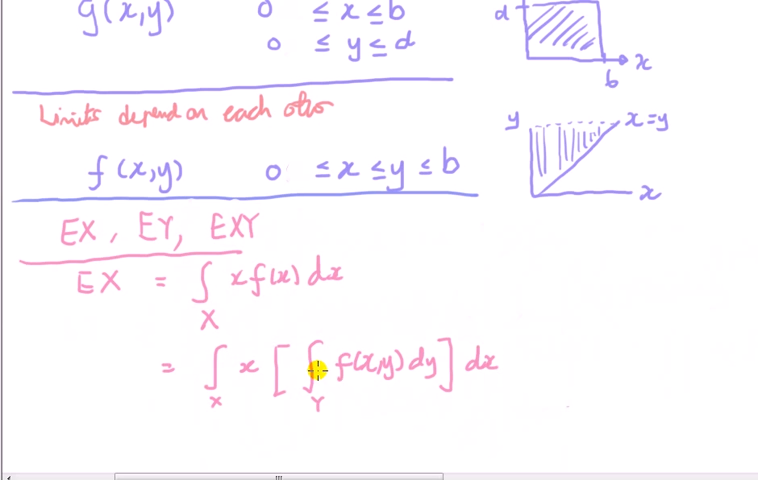 g(x,y) 0 ≤ x ≤ b
0 ≤ y ≤ d
d
x
b
Limits depend on each other
y
x=y
f(x,y) 0 ≤ x ≤ y ≤ b
x
EX, EY, EXY
EX = ∫ x f(x) dx
X
= ∫ x [ ∫ f(x,y) dy ] dx
X Y